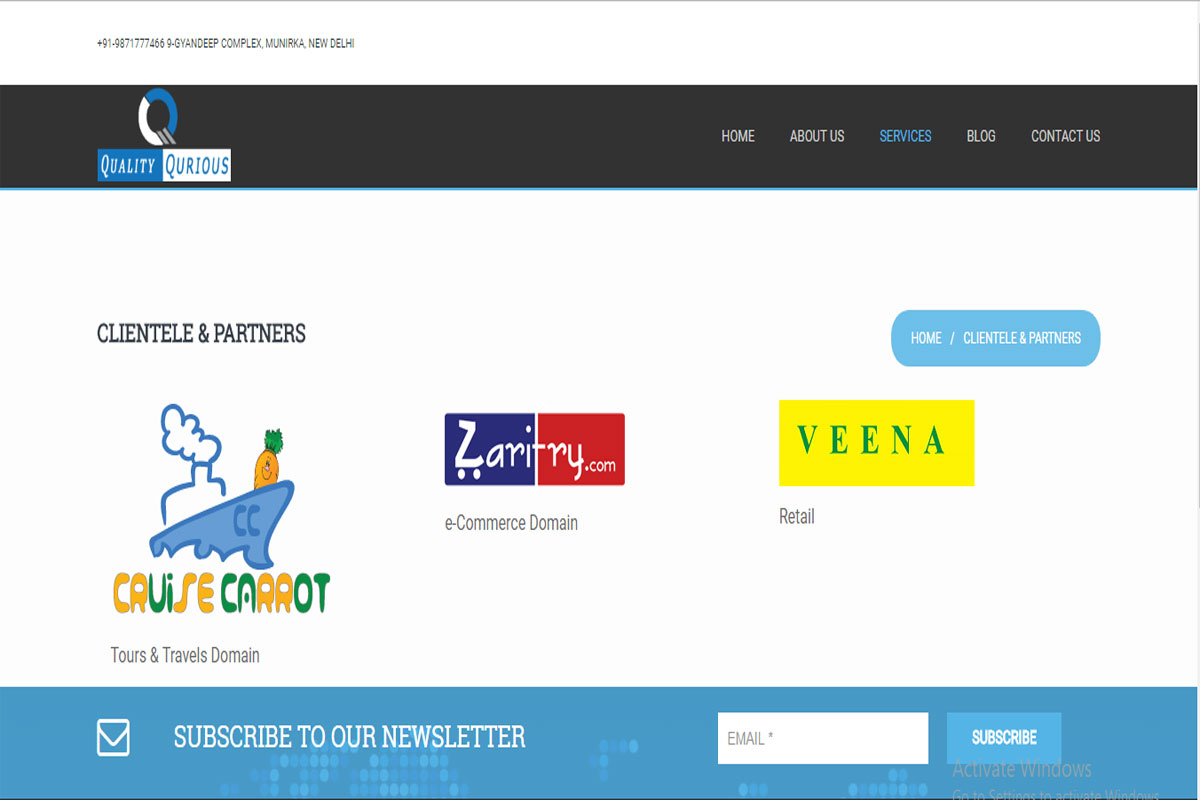 +91-9871777466 9-GYANDEEP COMPLEX, MUNIRKA, NEW DELHI
QUALITY QURIOUS
HOME ABOUT US SERVICES BLOG CONTACT US
CLIENTELE & PARTNERS
HOME / CLIENTELE & PARTNERS
CC
CRUISE CARROT
Tours & Travels Domain
Zaritry.com
e-Commerce Domain
VEENA
Retail
SUBSCRIBE TO OUR NEWSLETTER
EMAIL *
SUBSCRIBE
Activate Windows
Go to Settings to activate Windows.